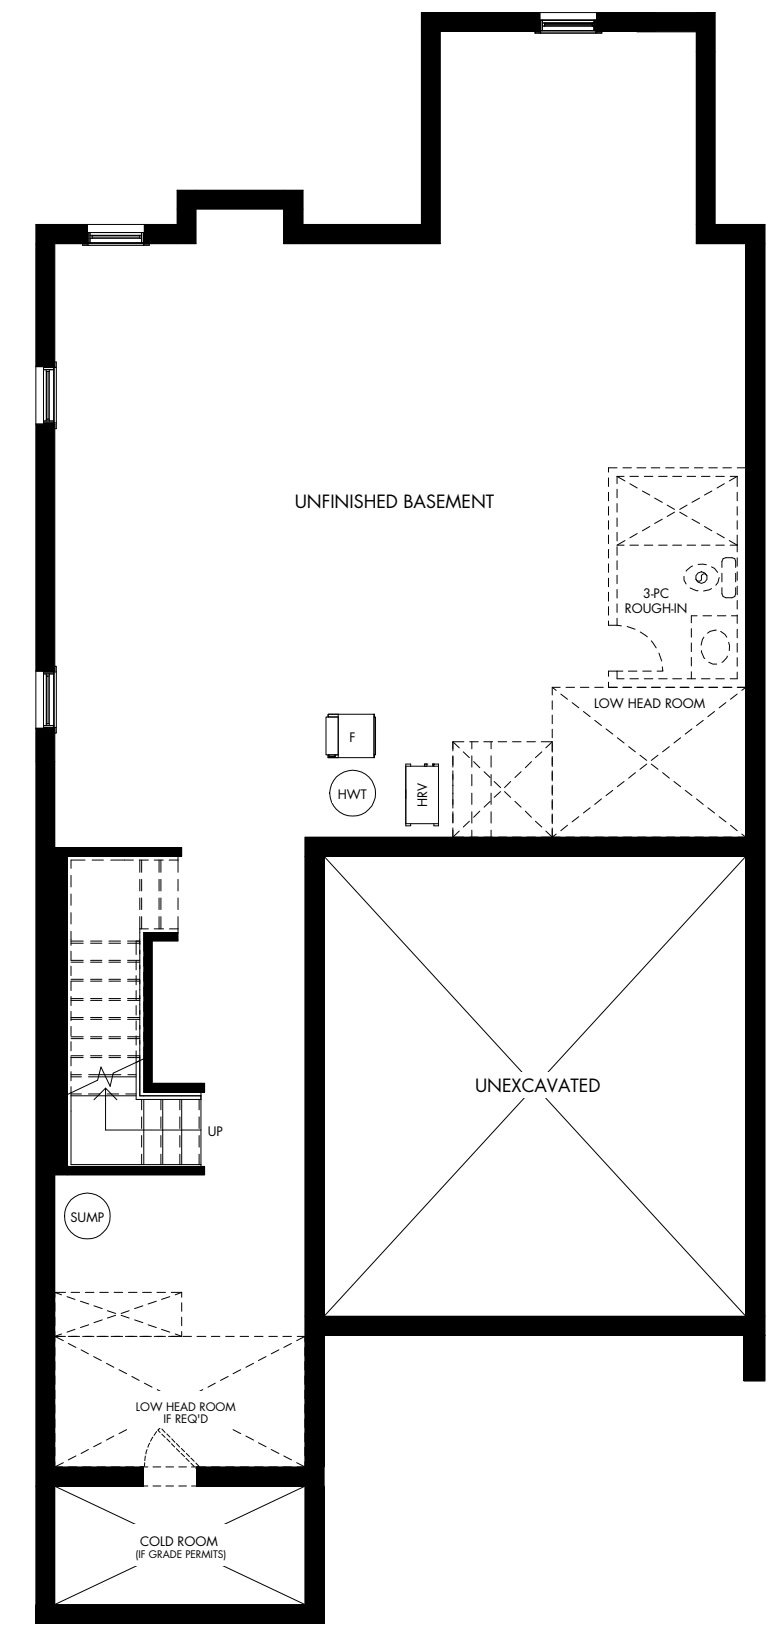 UNFINISHED BASEMENT
3-PC
ROUGH-IN
LOW HEAD ROOM
F
HWT
HRV
UNEXCAVATED
UP
SUMP
LOW HEAD ROOM
IF REQ'D
COLD ROOM
(IF GRADE PERMITS)